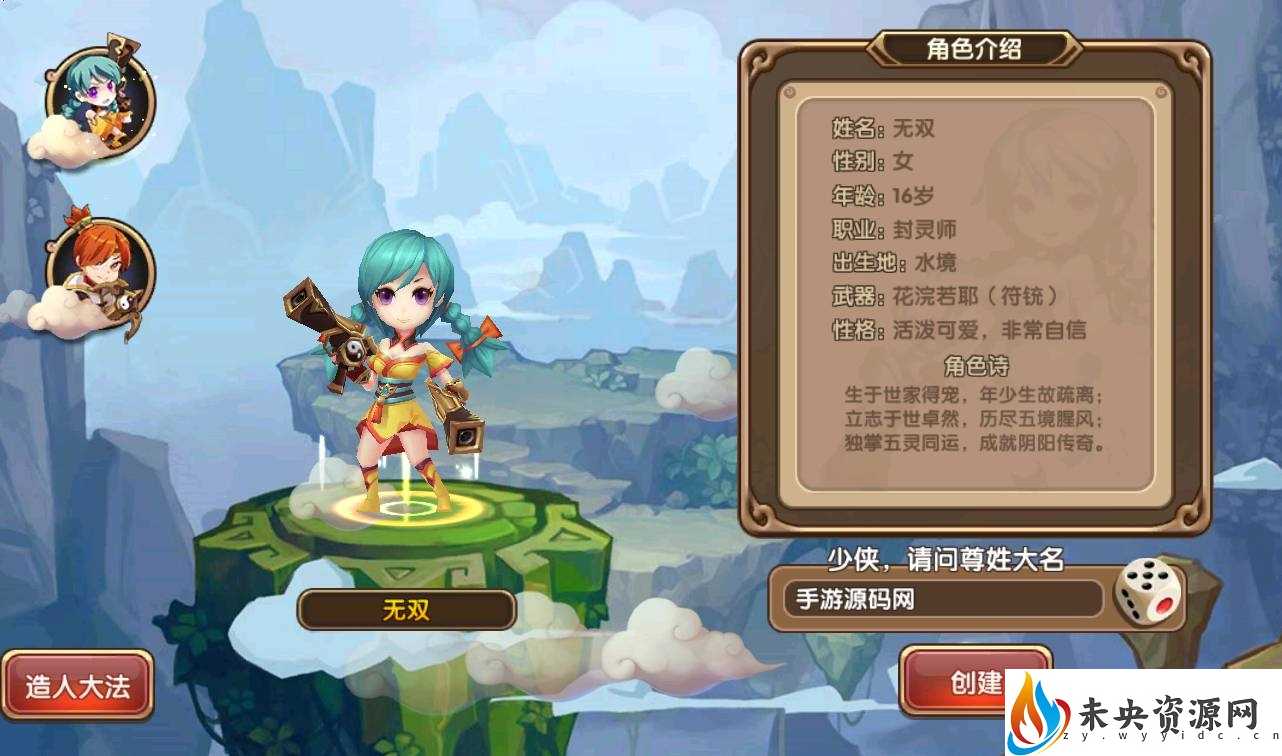 角色介绍
姓名：无双
性别：女
年龄：16岁
职业：封灵师
出生地：水境
武器：花浣若耶（符铳）
性格：活泼可爱，非常自信
角色诗
生于世家得宠，年少生故疏离；
立志于世卓然，历尽五境腥风；
独掌五灵同运，成就阴阳传奇。
少侠，请问尊姓大名
手游源码网
无双
造人大法
创建
未央资源网
zy.wyyidc.cn